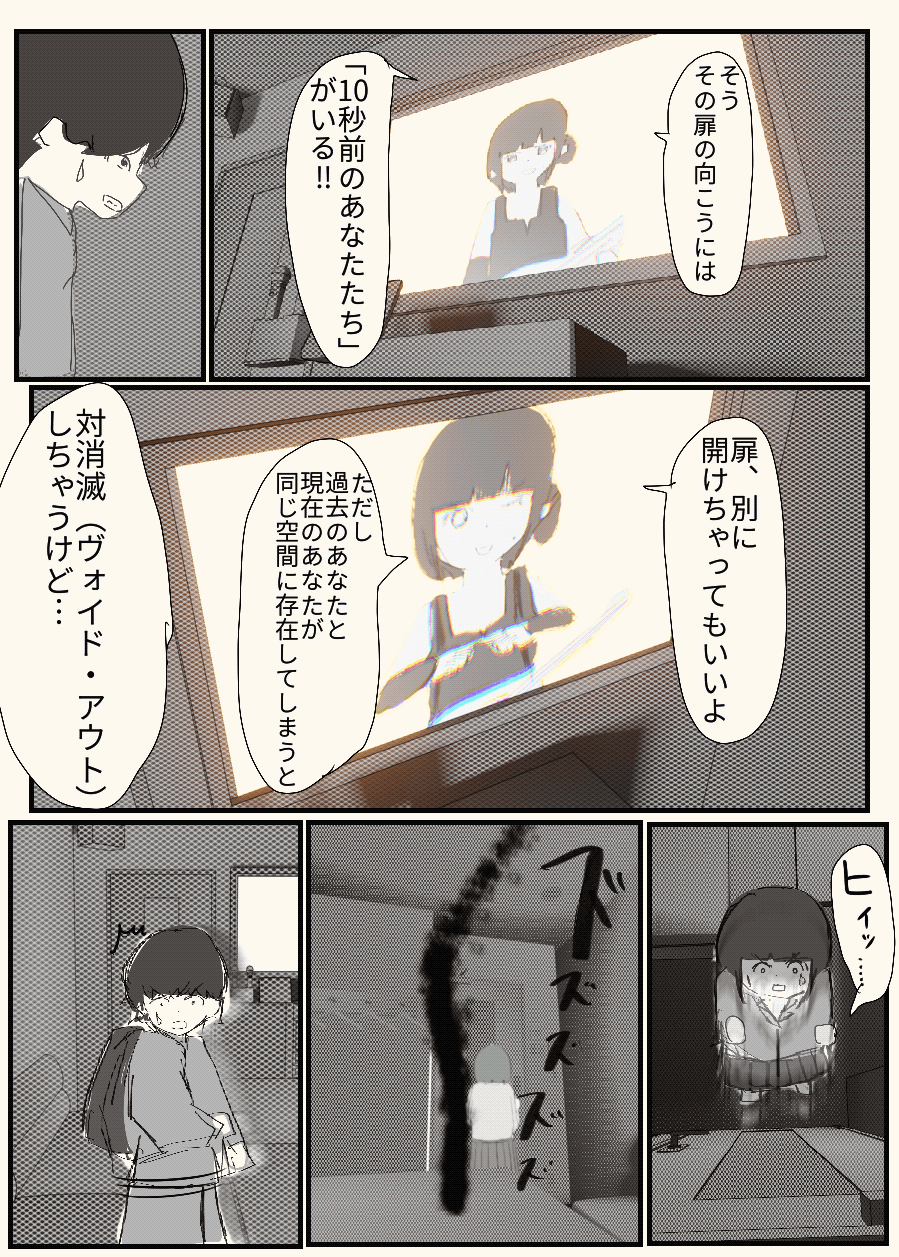 そう
その扉の向こうには
「10秒前のあなたたち」
がいる!!
扉、別に
開けちゃってもいいよ
ただし
過去のあなたと
現在のあなたが
同じ空間に存在してしまうと
対消滅（ヴォイド・アウト）
しちゃうけど…
ヒィッ……
ズズズズズズ